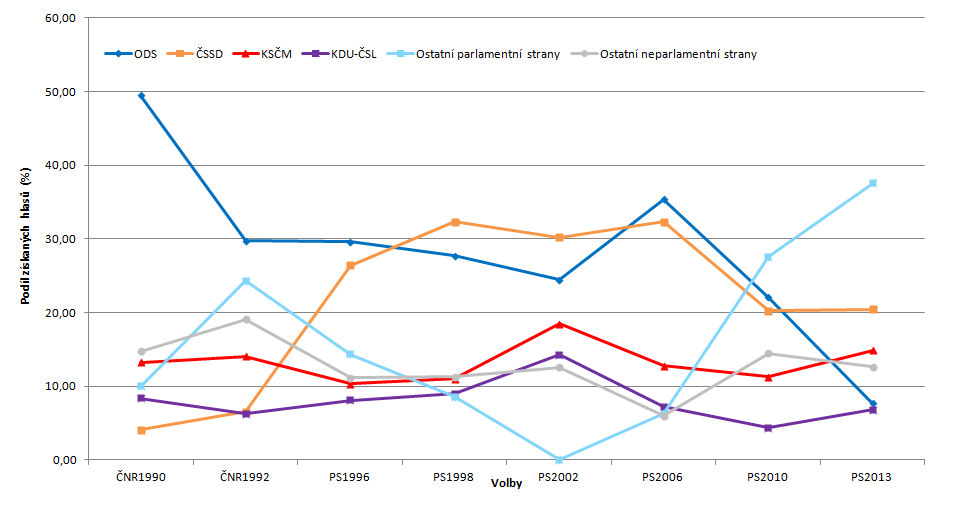 60,00
ODS ČSSD KSČM KDU-ČSL Ostatní parlamentní strany Ostatní neparlamentní strany
50,00
40,00
Podíl získaných hlasů (%)
30,00
20,00
10,00
0,00
ČNR1990 ČNR1992 PS1996 PS1998 PS2002 PS2006 PS2010 PS2013
Volby